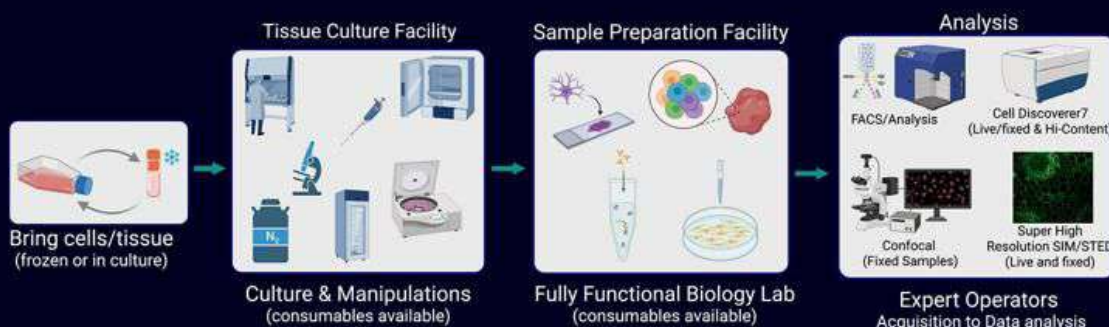 Tissue Culture Facility
Sample Preparation Facility
Analysis
FACS/Analysis
Cell Discoverer7
(Live/fixed & Hi-Content)
N₂
Confocal
(Fixed Samples)
Super High
Resolution SIM/STED
(Live and fixed)
Bring cells/tissue
(frozen or in culture)
Culture & Manipulations
(consumables available)
Fully Functional Biology Lab
(consumables available)
Expert Operators
Acquisition to Data analysis